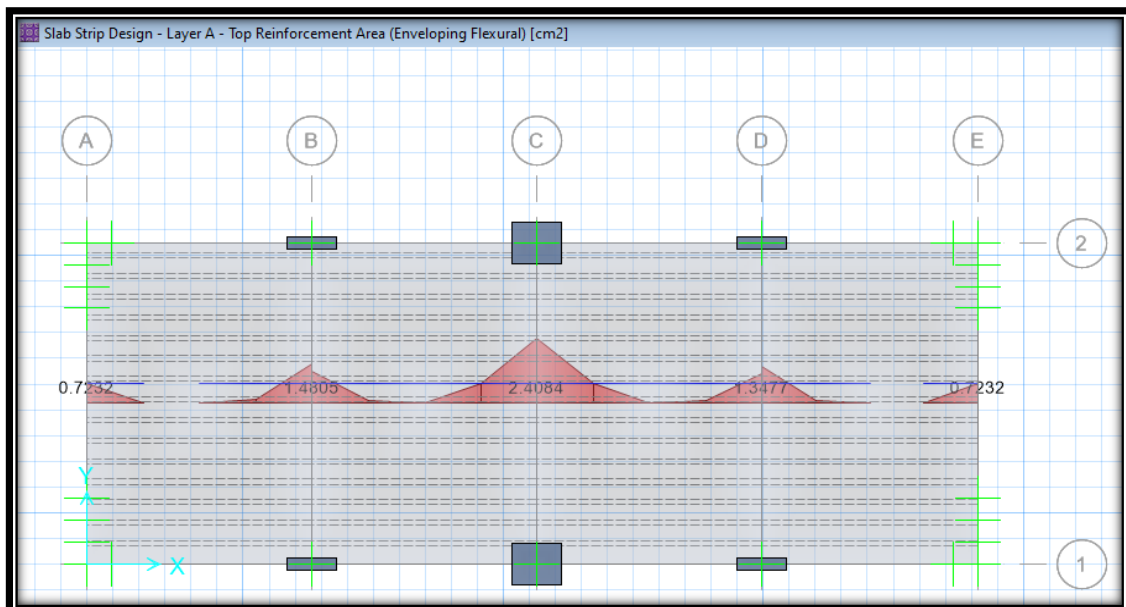 Slab Strip Design - Layer A - Top Reinforcement Area (Enveloping Flexural) [cm2]
A B C D E
2
0.7232 1.4805 2.4084 1.3477 0.7232
Y
X
1